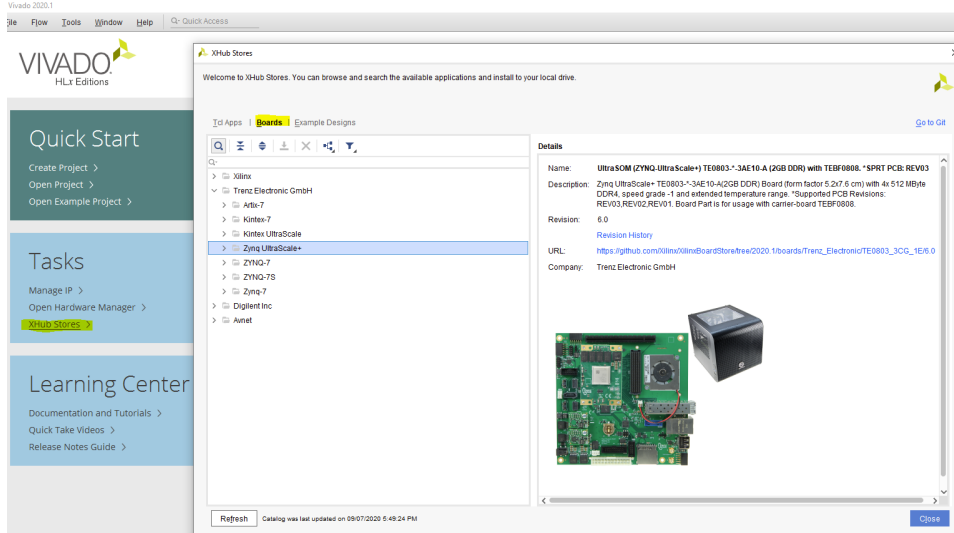 Vivado 2020.1
File Flow Tools Window Help Q- Quick Access
VIVADO.
HLx Editions
Quick Start
Create Project >
Open Project >
Open Example Project >
Tasks
Manage IP >
Open Hardware Manager >
XHub Stores >
Learning Center
Documentation and Tutorials >
Quick Take Videos >
Release Notes Guide >
XHub Stores
Welcome to XHub Stores. You can browse and search the available applications and install to your local drive.
Tcl Apps | Boards | Example Designs
Go to Git
Q-
> Xilinx
Trenz Electronic GmbH
> Artix-7
> Kintex-7
> Kintex UltraScale
> Zynq UltraScale+
> ZYNQ-7
> ZYNQ-7S
> Zynq-7
> Digilent Inc
> Avnet
Details
Name: UltraSOM (ZYNQ-UltraScale+) TE0803-*-3AE10-A (2GB DDR) with TEBF0808. *SPRT PCB: REV03
Description: Zynq UltraScale+ TE0803-*-3AE10-A(2GB DDR) Board (form factor 5.2x7.6 cm) with 4x 512 MByte
DDR4, speed grade -1 and extended temperature range. *Supported PCB Revisions:
REV03,REV02,REV01. Board Part is for usage with carrier-board TEBF0808.
Revision: 6.0
Revision History
URL: https://github.com/Xilinx/XilinxBoardStore/tree/2020.1/boards/Trenz_Electronic/TE0803_3CG_1E/6.0
Company: Trenz Electronic GmbH
Refresh Catalog was last updated on 09/07/2020 5:49:24 PM
Close